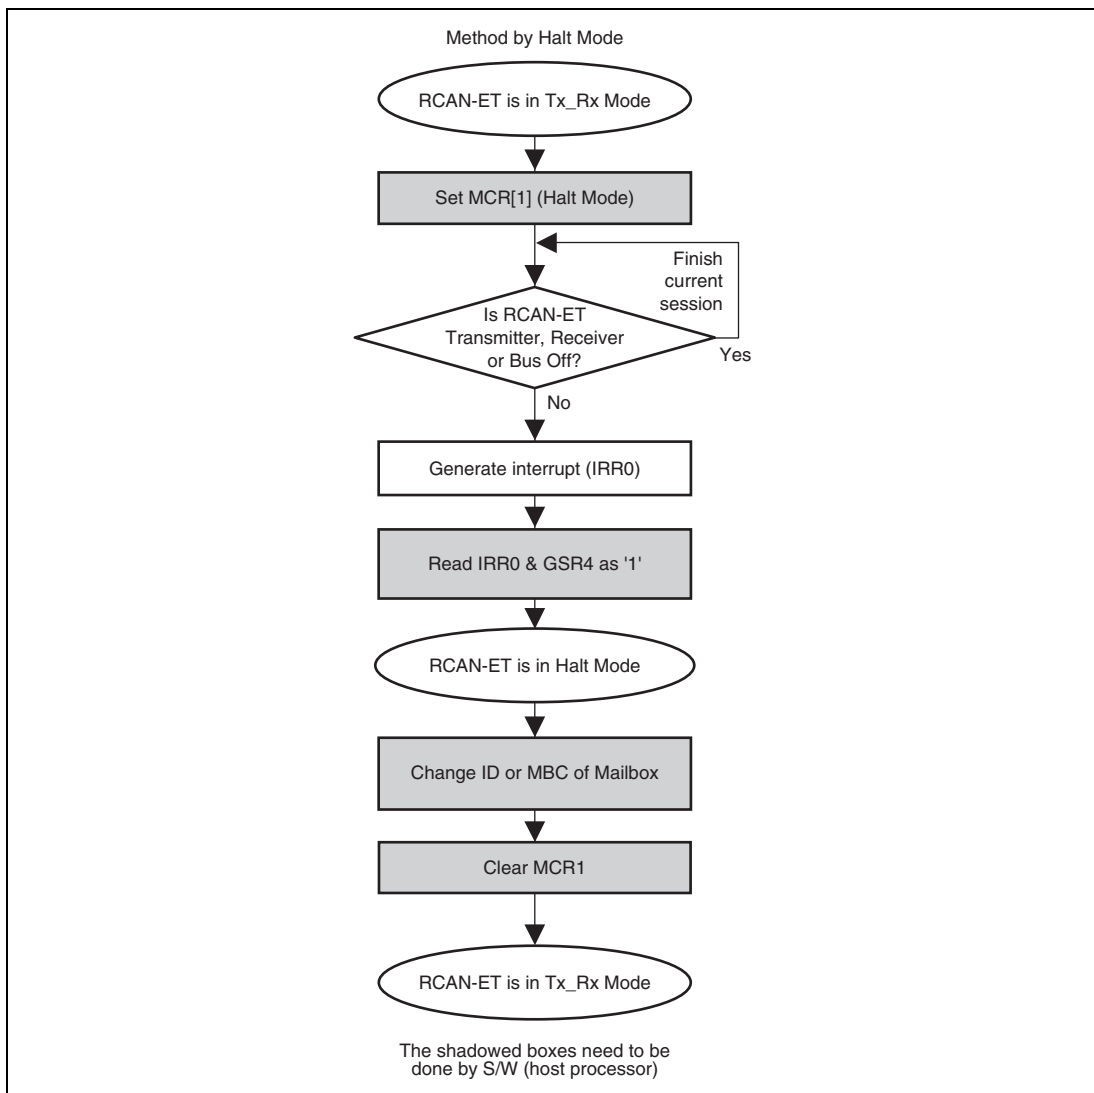 Method by Halt Mode
RCAN-ET is in Tx_Rx Mode
Set MCR[1] (Halt Mode)
Finish
current
session
Is RCAN-ET
Transmitter, Receiver
or Bus Off?
Yes
No
Generate interrupt (IRR0)
Read IRR0 & GSR4 as '1'
RCAN-ET is in Halt Mode
Change ID or MBC of Mailbox
Clear MCR1
RCAN-ET is in Tx_Rx Mode
The shadowed boxes need to be
done by S/W (host processor)